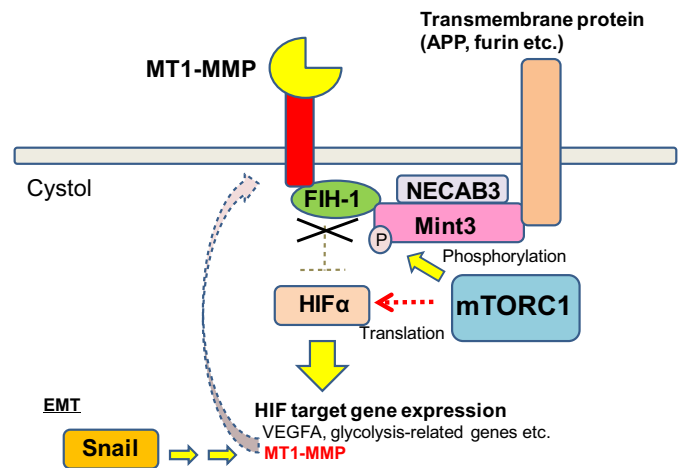 Transmembrane protein
(APP, furin etc.)
MT1-MMP
Cystol
FIH-1
NECAB3
Mint3
P
Phosphorylation
HIFα
mTORC1
Translation
EMT
HIF target gene expression
VEGFA, glycolysis-related genes etc.
Snail
MT1-MMP